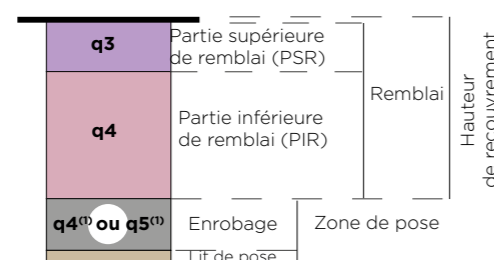 q3
Partie supérieure
de remblai (PSR)
q4
Partie inférieure
de remblai (PIR)
Remblai
Hauteur
de recouvrement
q4⁽¹⁾ ou q5⁽¹⁾
Enrobage
Zone de pose
Lit de pose